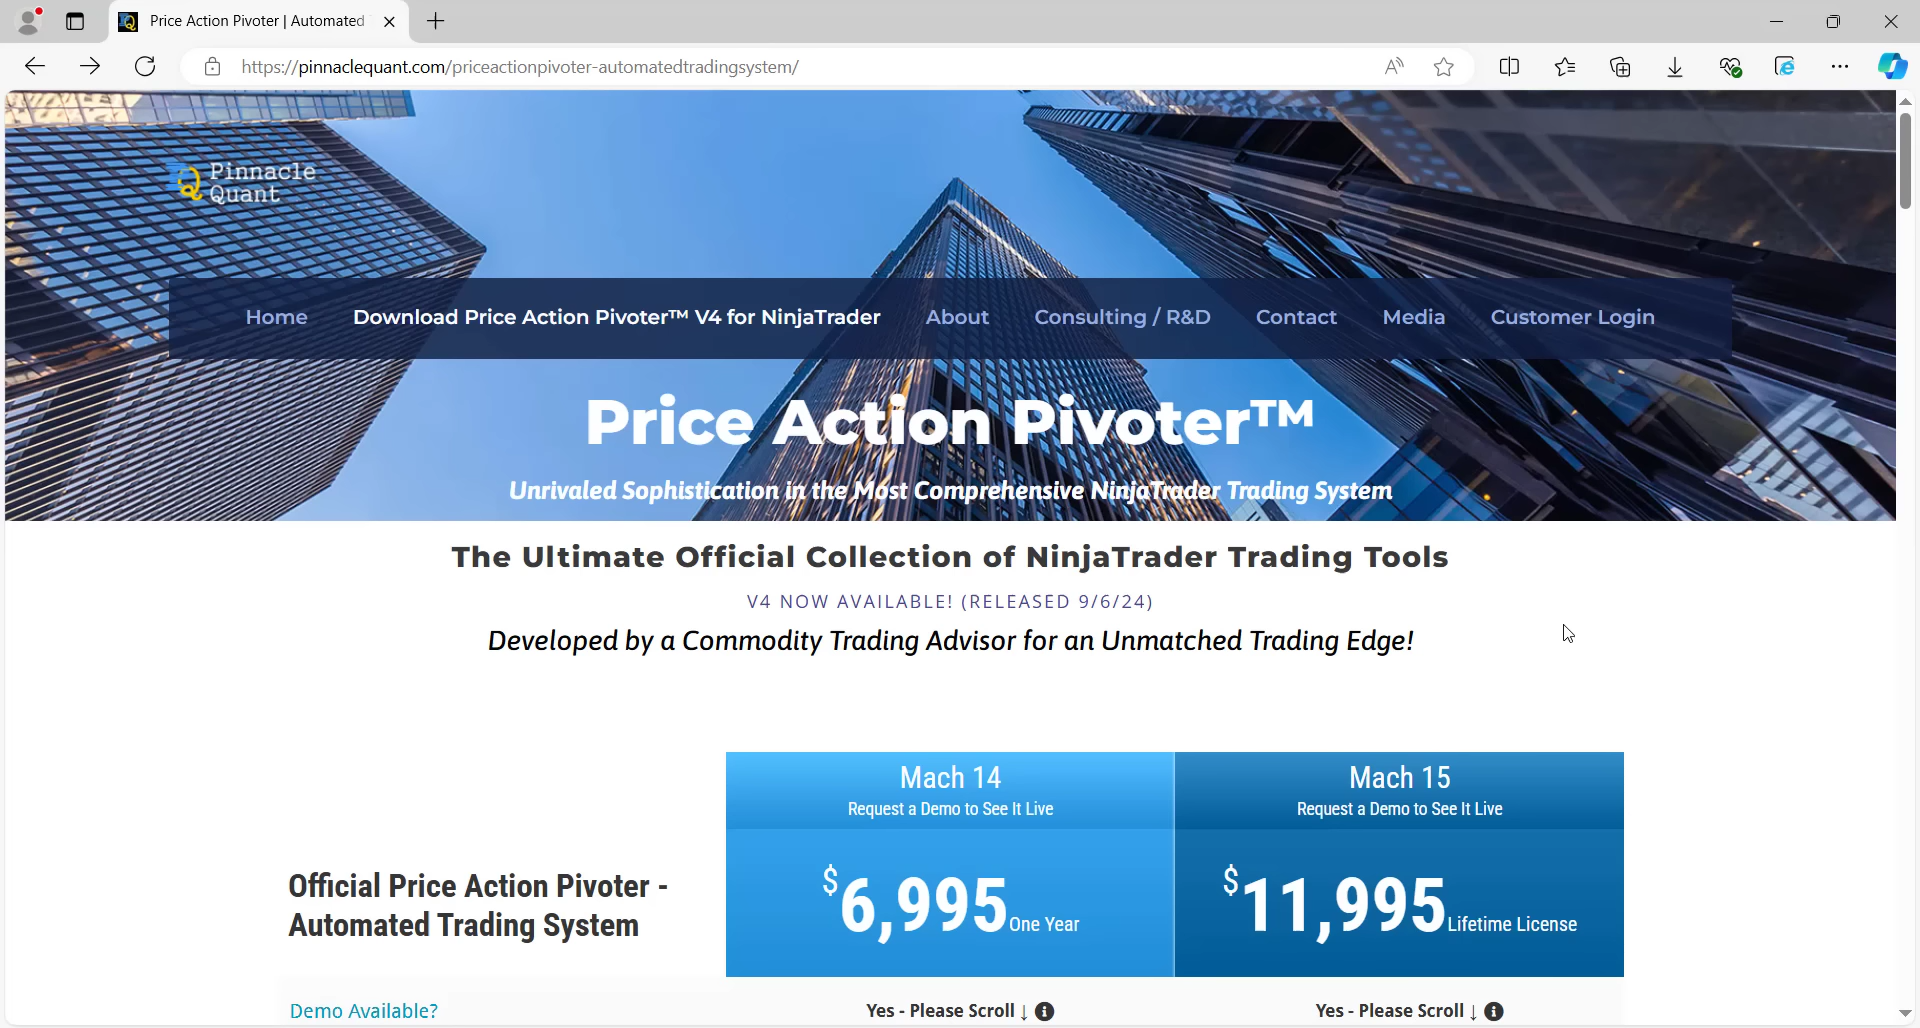 Price Action Pivoter | Automated
https://pinnaclequant.com/priceactionpivoter-automatedtradingsystem/
Pinnacle
Quant
Home Download Price Action Pivoter™ V4 for NinjaTrader About Consulting / R&D Contact Media Customer Login
Price Action Pivoter™
Unrivaled Sophistication in the Most Comprehensive NinjaTrader Trading System
The Ultimate Official Collection of NinjaTrader Trading Tools
V4 NOW AVAILABLE! (RELEASED 9/6/24)
Developed by a Commodity Trading Advisor for an Unmatched Trading Edge!
Mach 14 Mach 15
Request a Demo to See It Live Request a Demo to See It Live
Official Price Action Pivoter -
Automated Trading System
$6,995 One Year $11,995 Lifetime License
Demo Available? Yes - Please Scroll ↓ Yes - Please Scroll ↓